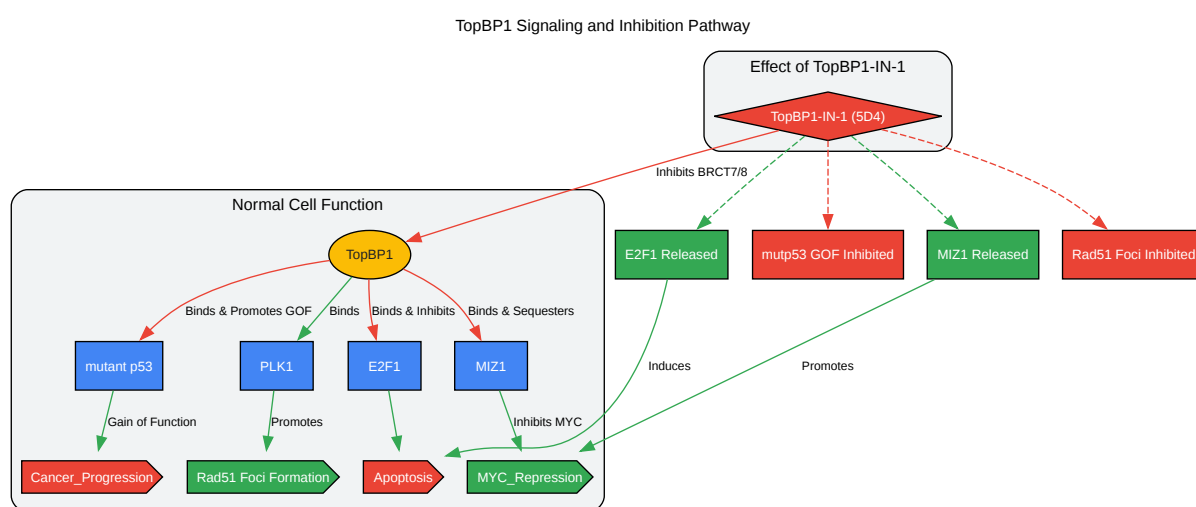 TopBP1 Signaling and Inhibition Pathway
Effect of TopBP1-IN-1
TopBP1-IN-1 (5D4)
Inhibits BRCT7/8
Normal Cell Function
TopBP1
E2F1 Released
mutp53 GOF Inhibited
MIZ1 Released
Rad51 Foci Inhibited
Binds & Promotes GOF
Binds
Binds & Inhibits
Binds & Sequesters
mutant p53
PLK1
E2F1
MIZ1
Induces
Promotes
Gain of Function
Promotes
Inhibits MYC
Cancer_Progression
Rad51 Foci Formation
Apoptosis
MYC_Repression